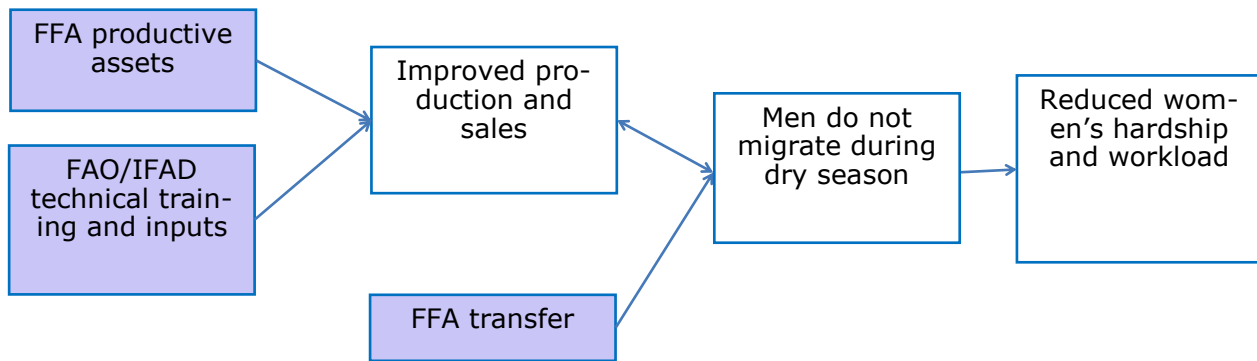 FFA productive
assets
FAO/IFAD
technical train-
ing and inputs
Improved pro-
duction and
sales
FFA transfer
Men do not
migrate during
dry season
Reduced wom-
en’s hardship
and workload